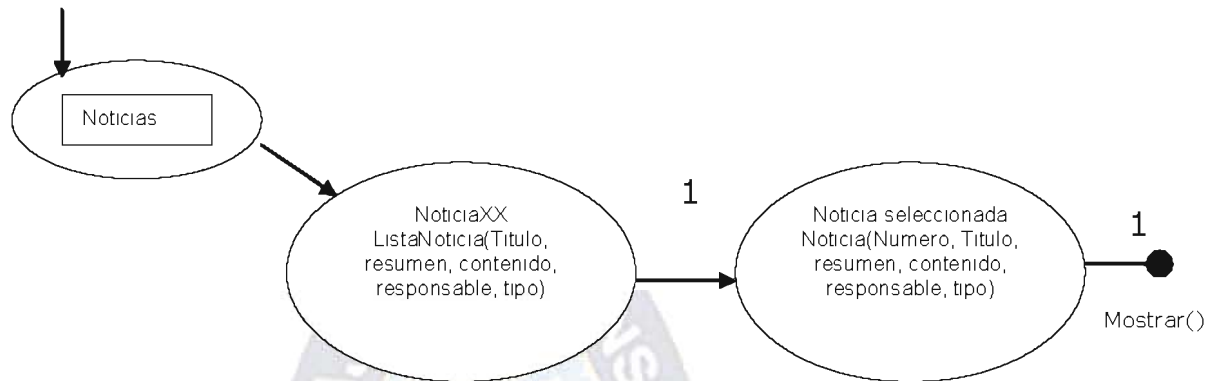 Noticias
NoticiaXX
ListaNoticia(Titulo,
resumen, contenido,
responsable, tipo)
1
Noticia seleccionada
Noticia(Numero, Titulo,
resumen, contenido,
responsable, tipo)
1
Mostrar()